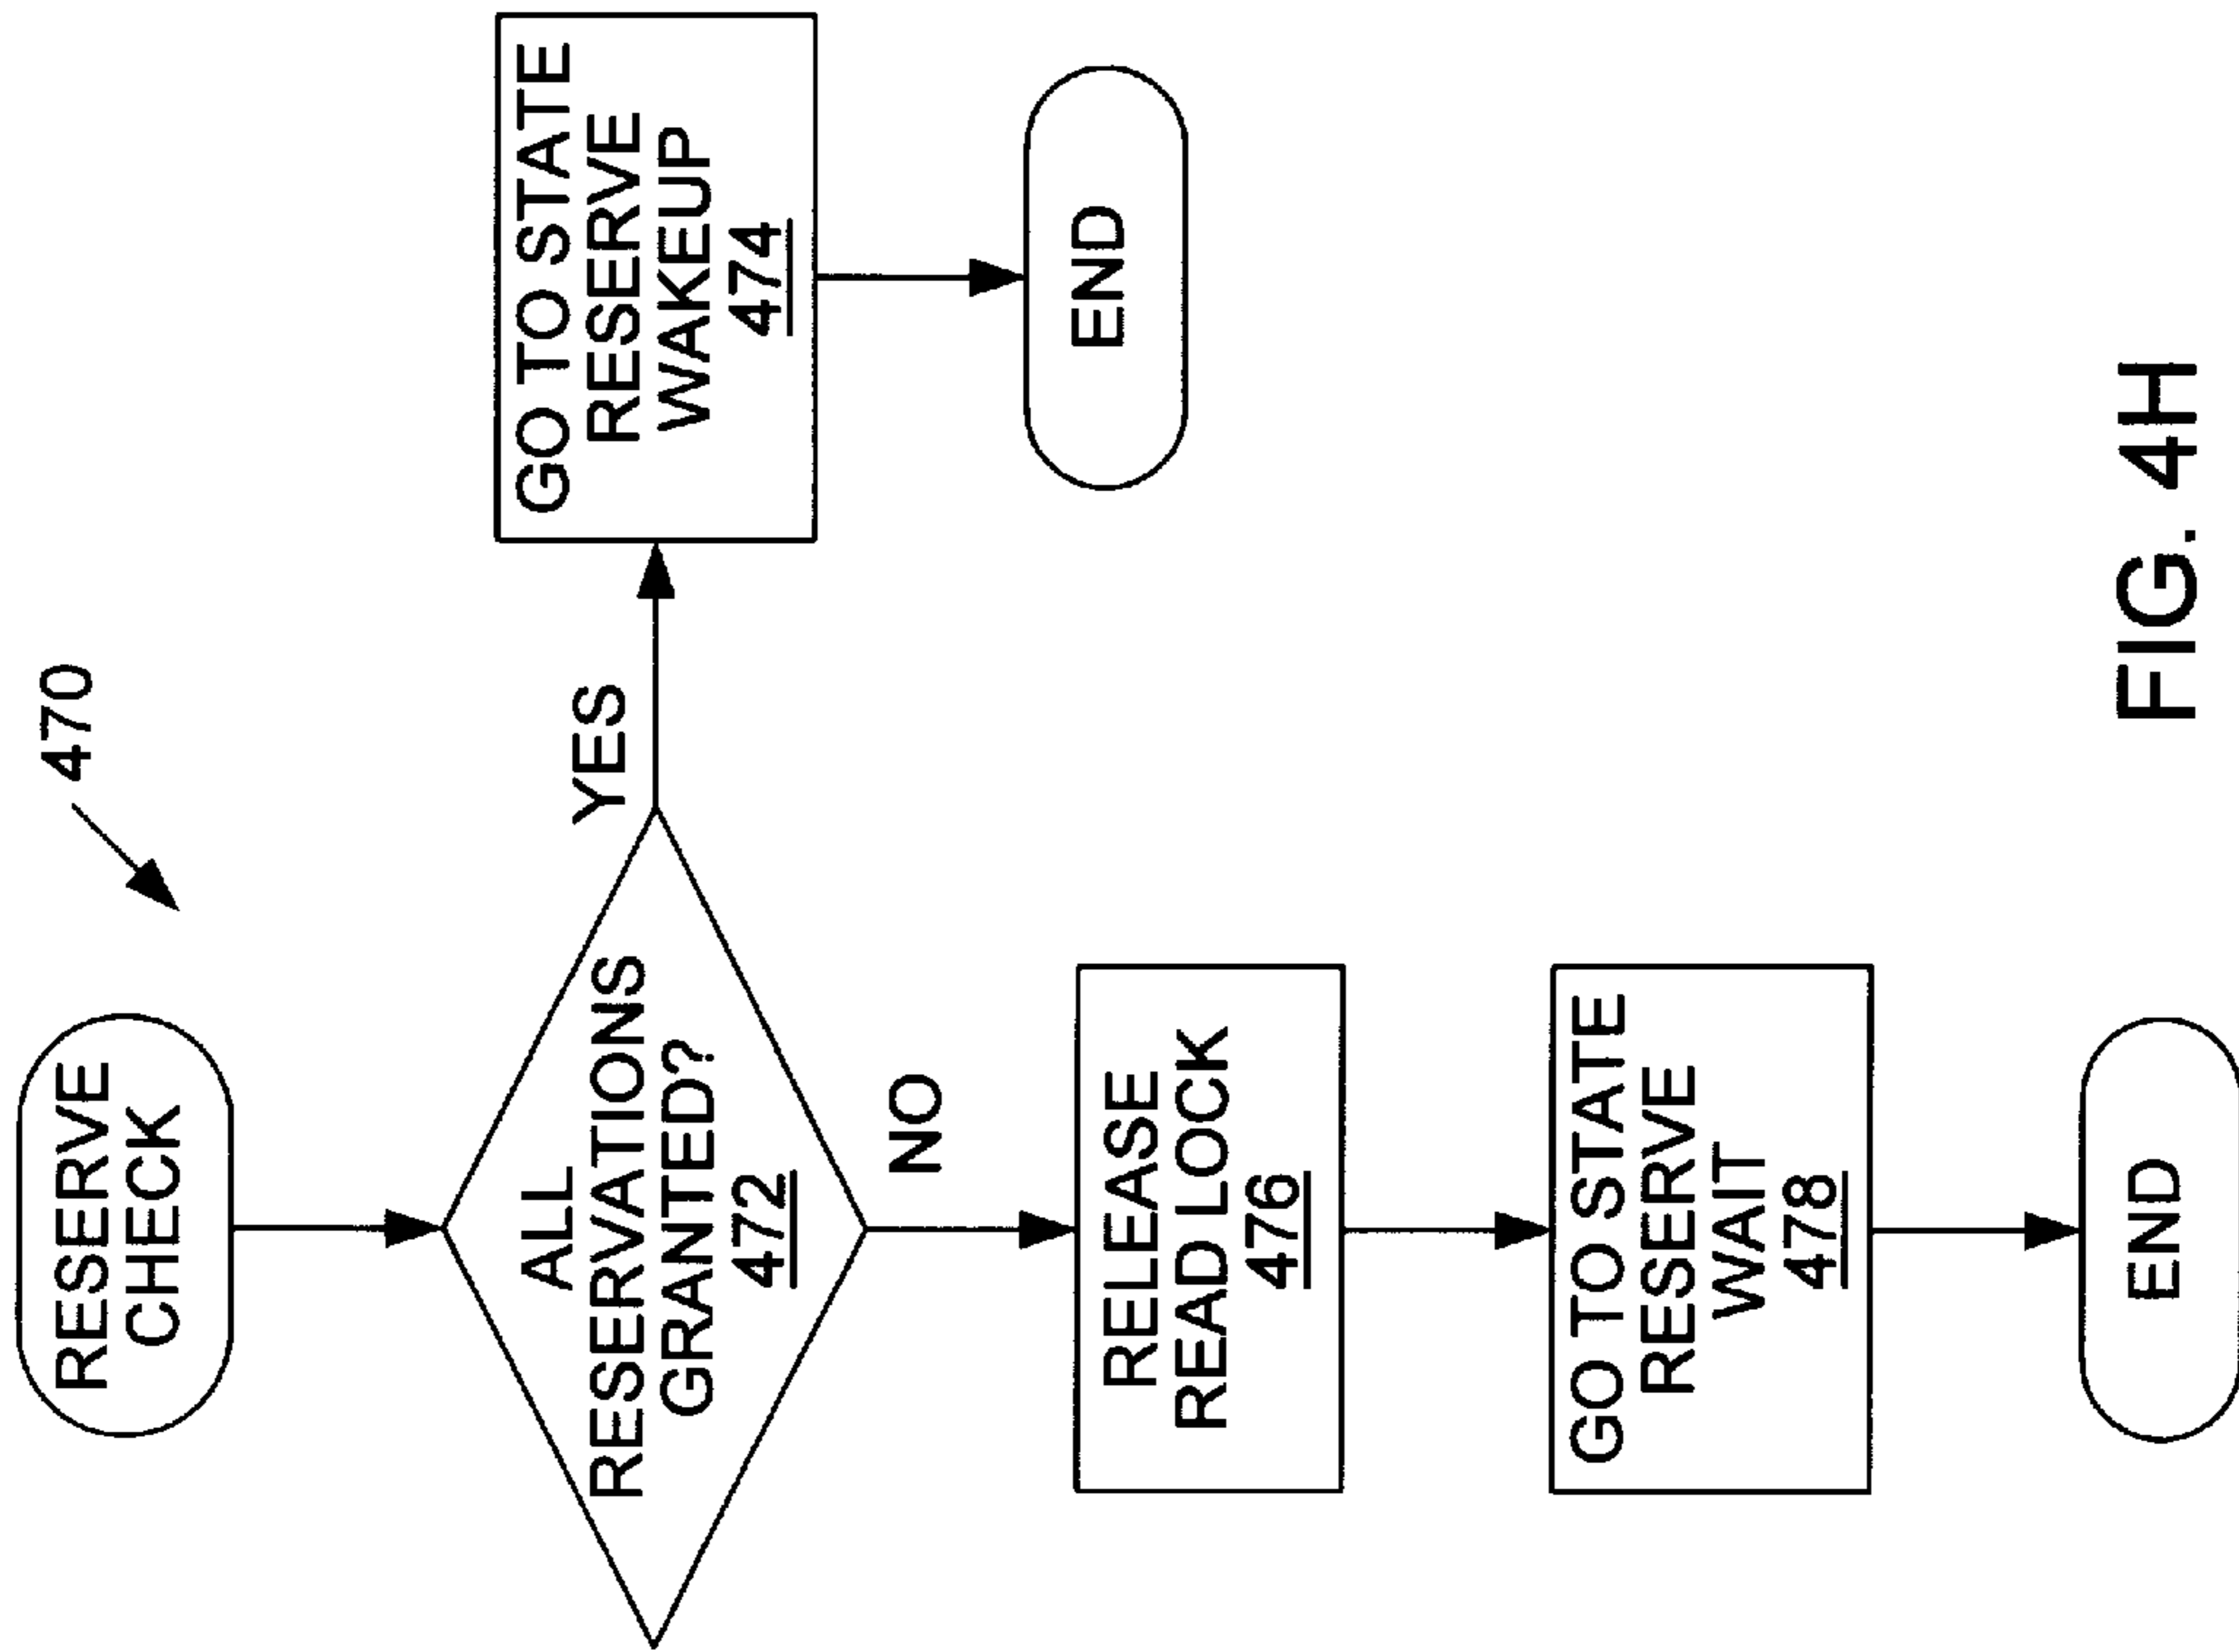 470
RESERVE
CHECK
ALL
RESERVATIONS
GRANTED?
472
YES
GO TO STATE
RESERVE
WAKEUP
474
END
NO
RELEASE
READ LOCK
476
GO TO STATE
RESERVE
WAIT
478
END
FIG. 4H